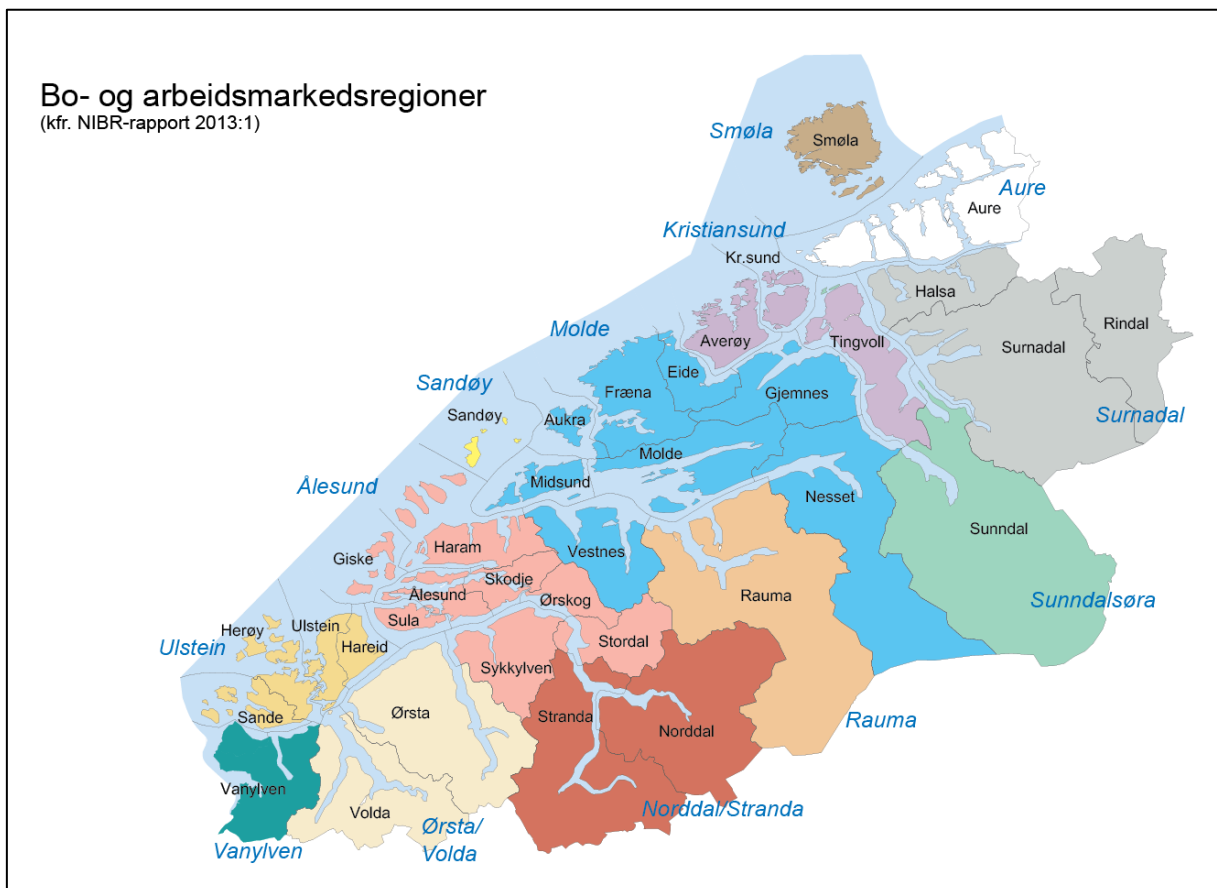 Bo- og arbeidsmarkedsregioner
(kfr. NIBR-rapport 2013:1)
Smøla
Smøla
Aure
Aure
Kristiansund
Kr.sund
Halsa
Rindal
Molde
Averøy
Tingvoll
Surnadal
Eide
Sandøy
Fræna
Gjemnes
Surnadal
Sandøy
Aukra
Molde
Ålesund
Midsund
Nesset
Sunndal
Haram
Vestnes
Giske
Skodje
Ålesund
Ørskog
Rauma
Sunndalsøra
Sula
Herøy
Ulstein
Ulstein
Hareid
Stordal
Sykkylven
Sande
Ørsta
Stranda
Norddal
Rauma
Vanylven
Volda
Norddal/Stranda
Ørsta/
Volda
Vanylven